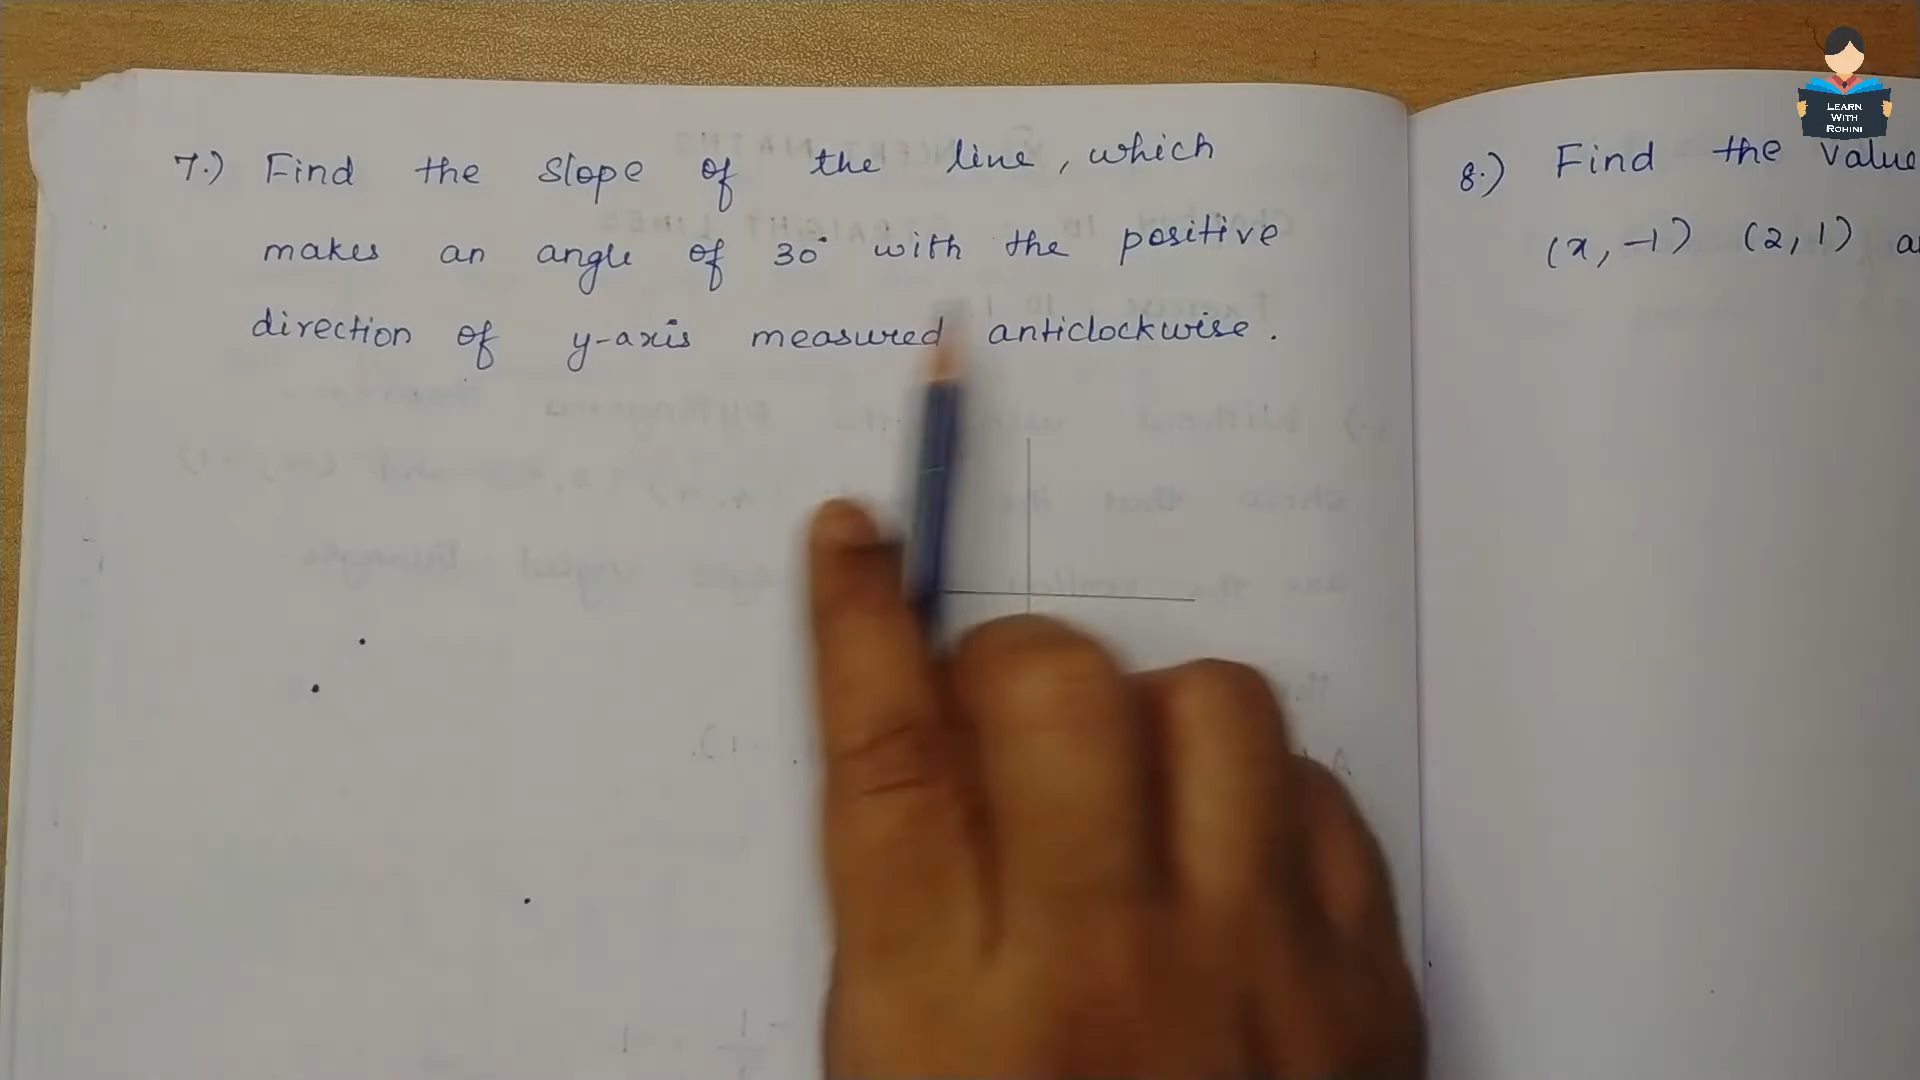 7.) Find the slope of the line, which
makes an angle of 30° with the positive
direction of y-axis measured anticlockwise.
8.) Find the value
(x, -1) (2, 1)
LEARN
WITH
ROHINI